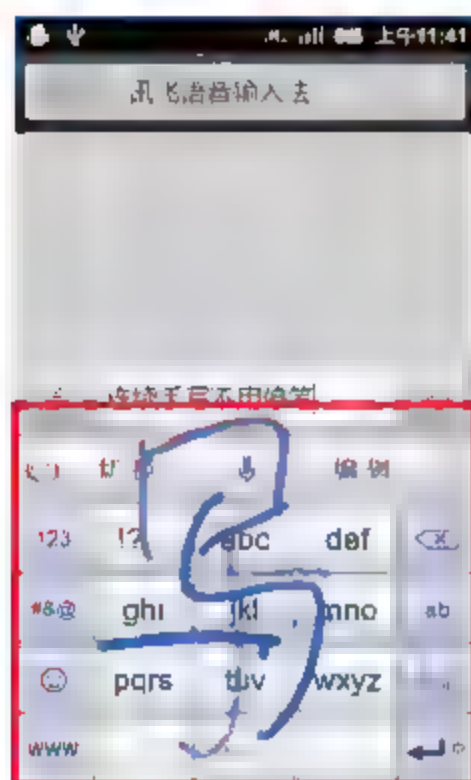 上午11:41
讯飞语音输入法
连续手写不用停笔
编辑
123 !? abc def
#&@ ghi jkl mno ab
pqrs tuv wxyz
www
写